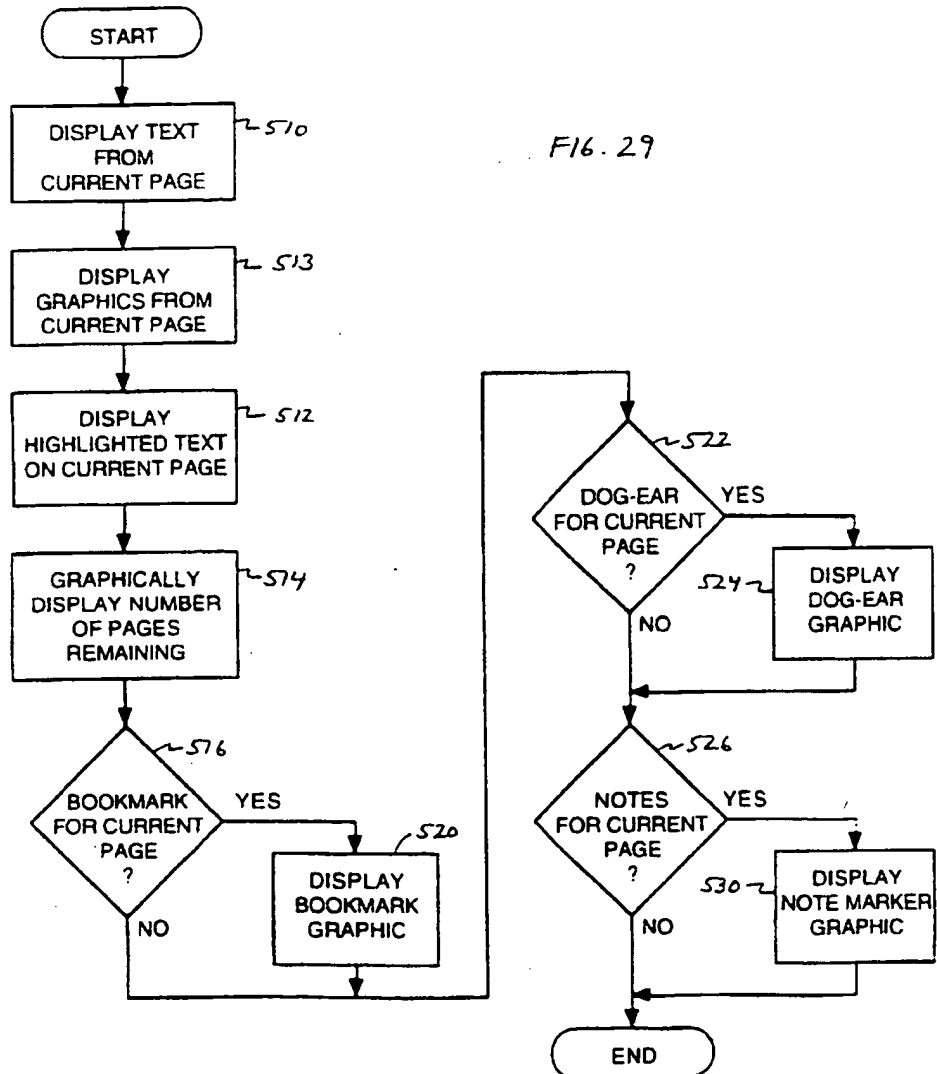 START
DISPLAY TEXT
FROM
CURRENT PAGE
510
FIG. 29
DISPLAY
GRAPHICS FROM
CURRENT PAGE
513
DISPLAY
HIGHLIGHTED TEXT
ON CURRENT PAGE
512
GRAPHICALLY
DISPLAY NUMBER
OF PAGES
REMAINING
514
BOOKMARK
FOR CURRENT
PAGE
?
516
YES
NO
520
DISPLAY
BOOKMARK
GRAPHIC
522
DOG-EAR
FOR CURRENT
PAGE
?
YES
NO
524
DISPLAY
DOG-EAR
GRAPHIC
526
NOTES
FOR CURRENT
PAGE
?
YES
NO
530
DISPLAY
NOTE MARKER
GRAPHIC
END